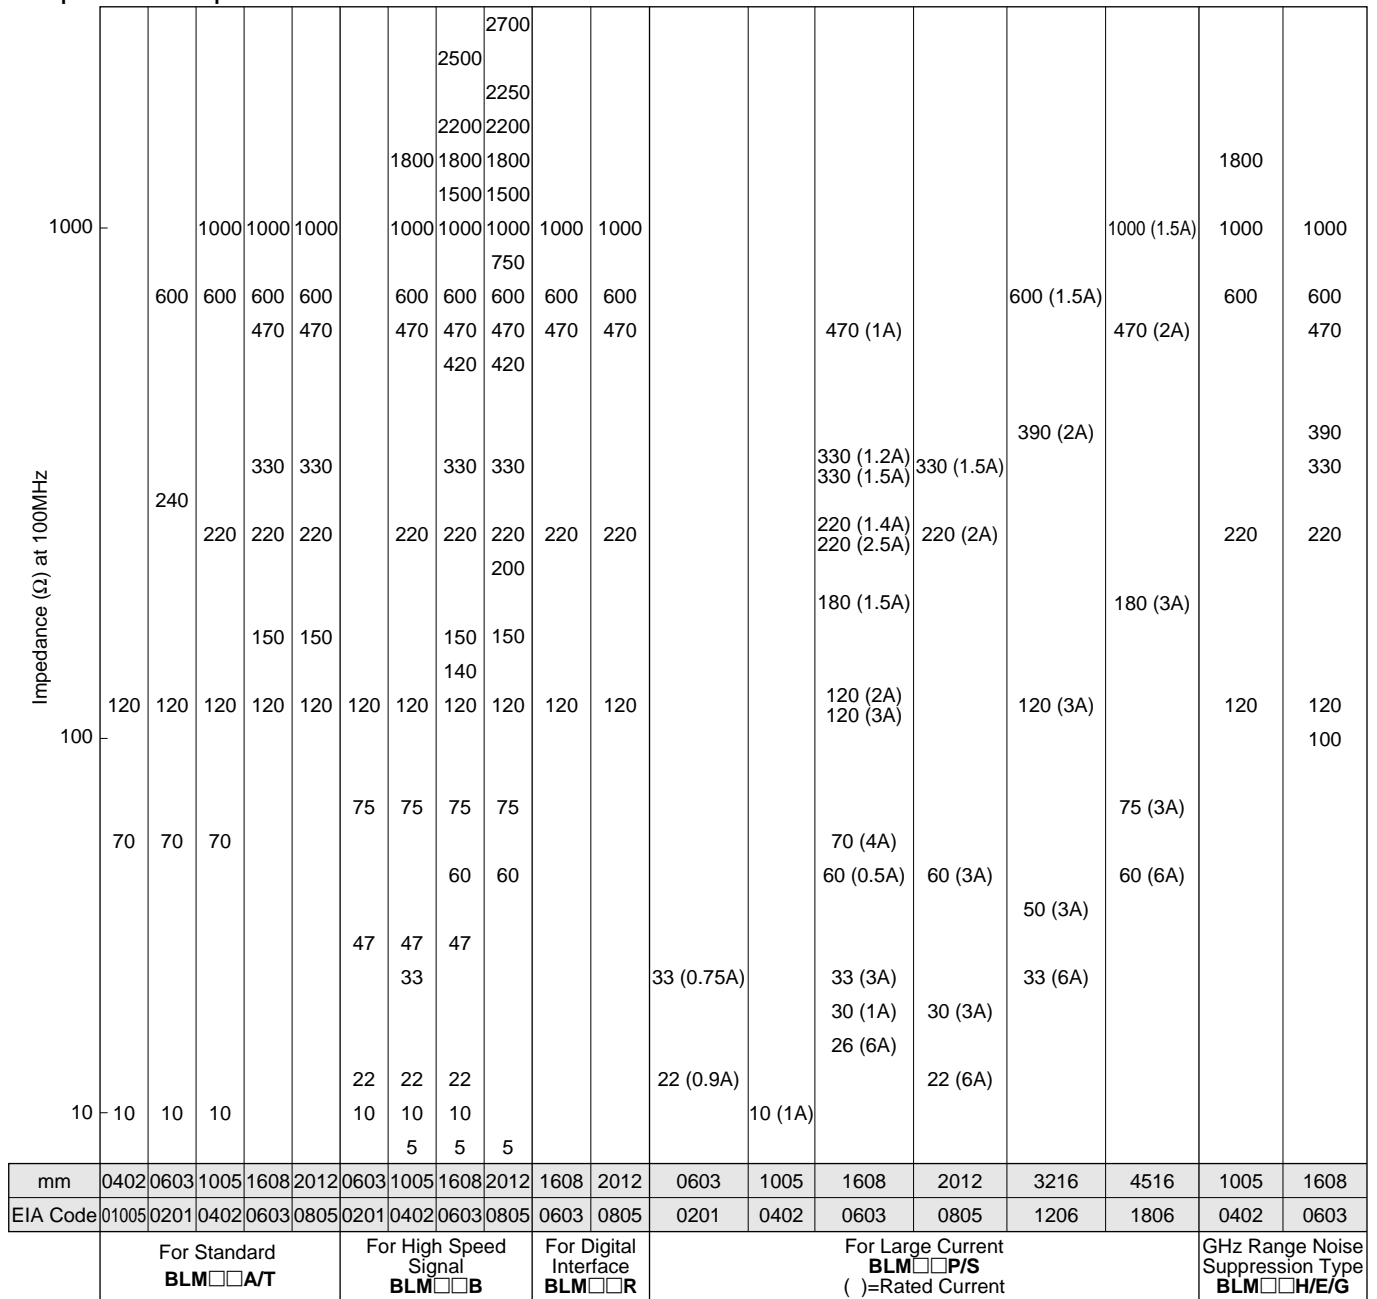 2700
2500
2250
2200 2200
1800 1800 1800 1800
1500 1500
1000 1000 1000 1000 1000 1000 1000 1000 1000 1000 (1.5A) 1000 1000
750
600 600 600 600 600 600 600 600 600 600 (1.5A) 600 600
470 470 470 470 470 470 470 470 (1A) 470 (2A) 470
420 420
390 (2A) 390
330 330 330 330 330 (1.2A) 330 (1.5A) 330 (1.5A) 330
240
220 220 220 220 220 220 220 220 220 (1.4A) 220 (2.5A) 220 (2A) 220 220
200
180 (1.5A) 180 (3A)
150 150 150 150
140
120 120 120 120 120 120 120 120 120 120 120 120 (2A) 120 (3A) 120 (3A) 120 120
100 100
75 75 75 75 75 (3A)
70 70 70 70 (4A)
60 60 60 (0.5A) 60 (3A) 60 (6A)
50 (3A)
47 47 47
33 33 (0.75A) 33 (3A) 33 (6A)
30 (1A) 30 (3A)
26 (6A)
22 22 22 22 (0.9A) 22 (6A)
10 10 10 10 10 10 10 10 (1A)
5 5 5
Impedance (Ω) at 100MHz
mm 0402 0603 1005 1608 2012 0603 1005 1608 2012 1608 2012 0603 1005 1608 2012 3216 4516 1005 1608
EIA Code 01005 0201 0402 0603 0805 0201 0402 0603 0805 0603 0805 0201 0402 0603 0805 1206 1806 0402 0603
For Standard
BLM□□A/T
For High Speed
Signal
BLM□□B
For Digital
Interface
BLM□□R
For Large Current
BLM□□P/S
( )=Rated Current
GHz Range Noise
Suppression Type
BLM□□H/E/G